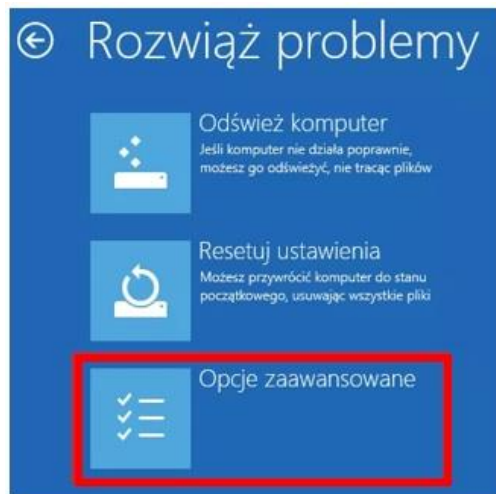 Rozwiąż problemy
Odśwież komputer
Jeśli komputer nie działa poprawnie,
możesz go odświeżyć, nie tracąc plików
Resetuj ustawienia
Możesz przywrócić komputer do stanu
początkowego, usuwając wszystkie pliki
Opcje zaawansowane